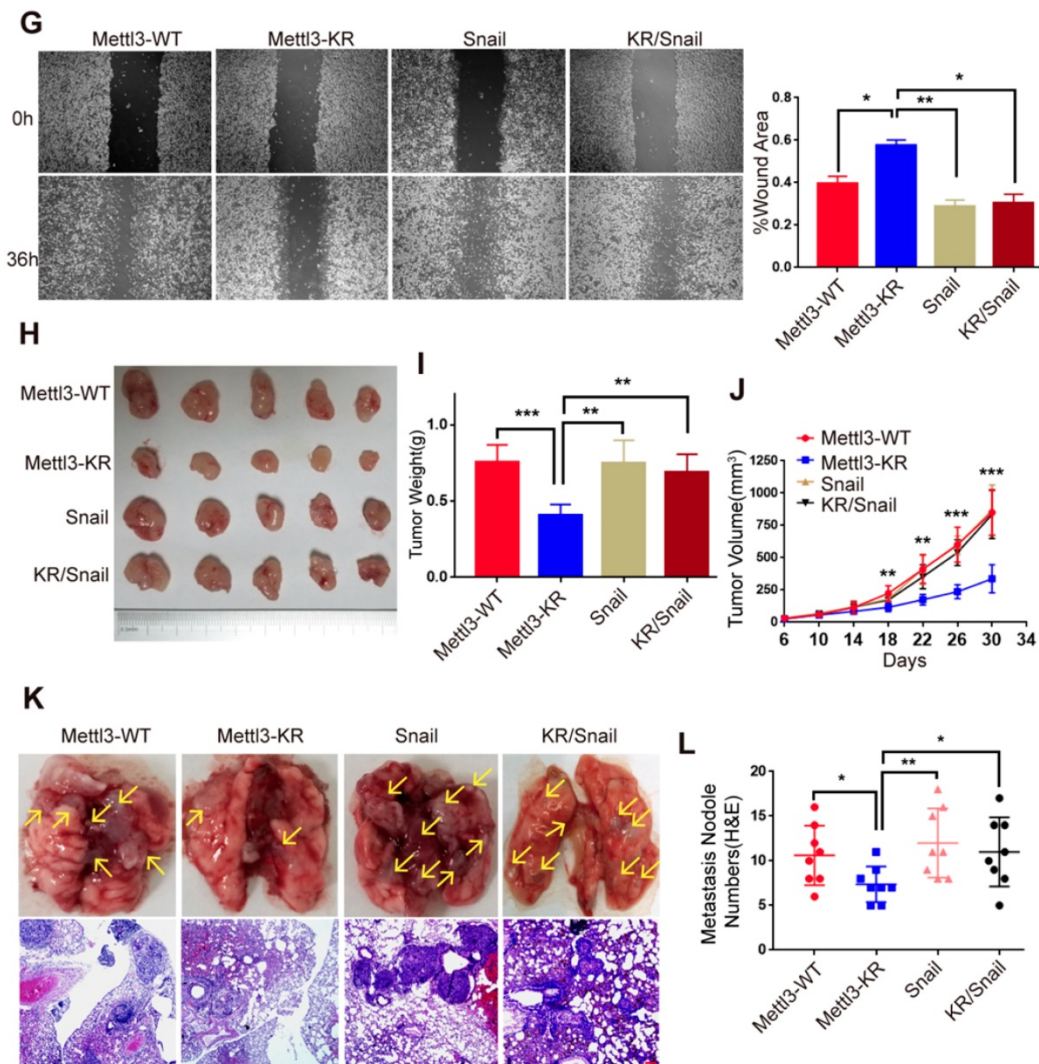 G
Mettl3-WT Mettl3-KR Snail KR/Snail
0h
36h
%Wound Area
0.8
0.6
0.4
0.2
0.0
* ** *
Mettl3-WT Mettl3-KR Snail KR/Snail
H
Mettl3-WT
Mettl3-KR
Snail
KR/Snail
I
Tumor Weight(g)
1.0
0.5
0.0
*** ** **
Mettl3-WT Mettl3-KR Snail KR/Snail
J
Mettl3-WT
Mettl3-KR
Snail
KR/Snail
Tumor Volume(mm³)
1250
1000
750
500
250
0
** ** *** ***
6 10 14 18 22 26 30 34
Days
K
Mettl3-WT Mettl3-KR Snail KR/Snail
L
Metastasis Nodole
Numbers(H&E)
20
15
10
5
0
* ** *
Mettl3-WT Mettl3-KR Snail KR/Snail